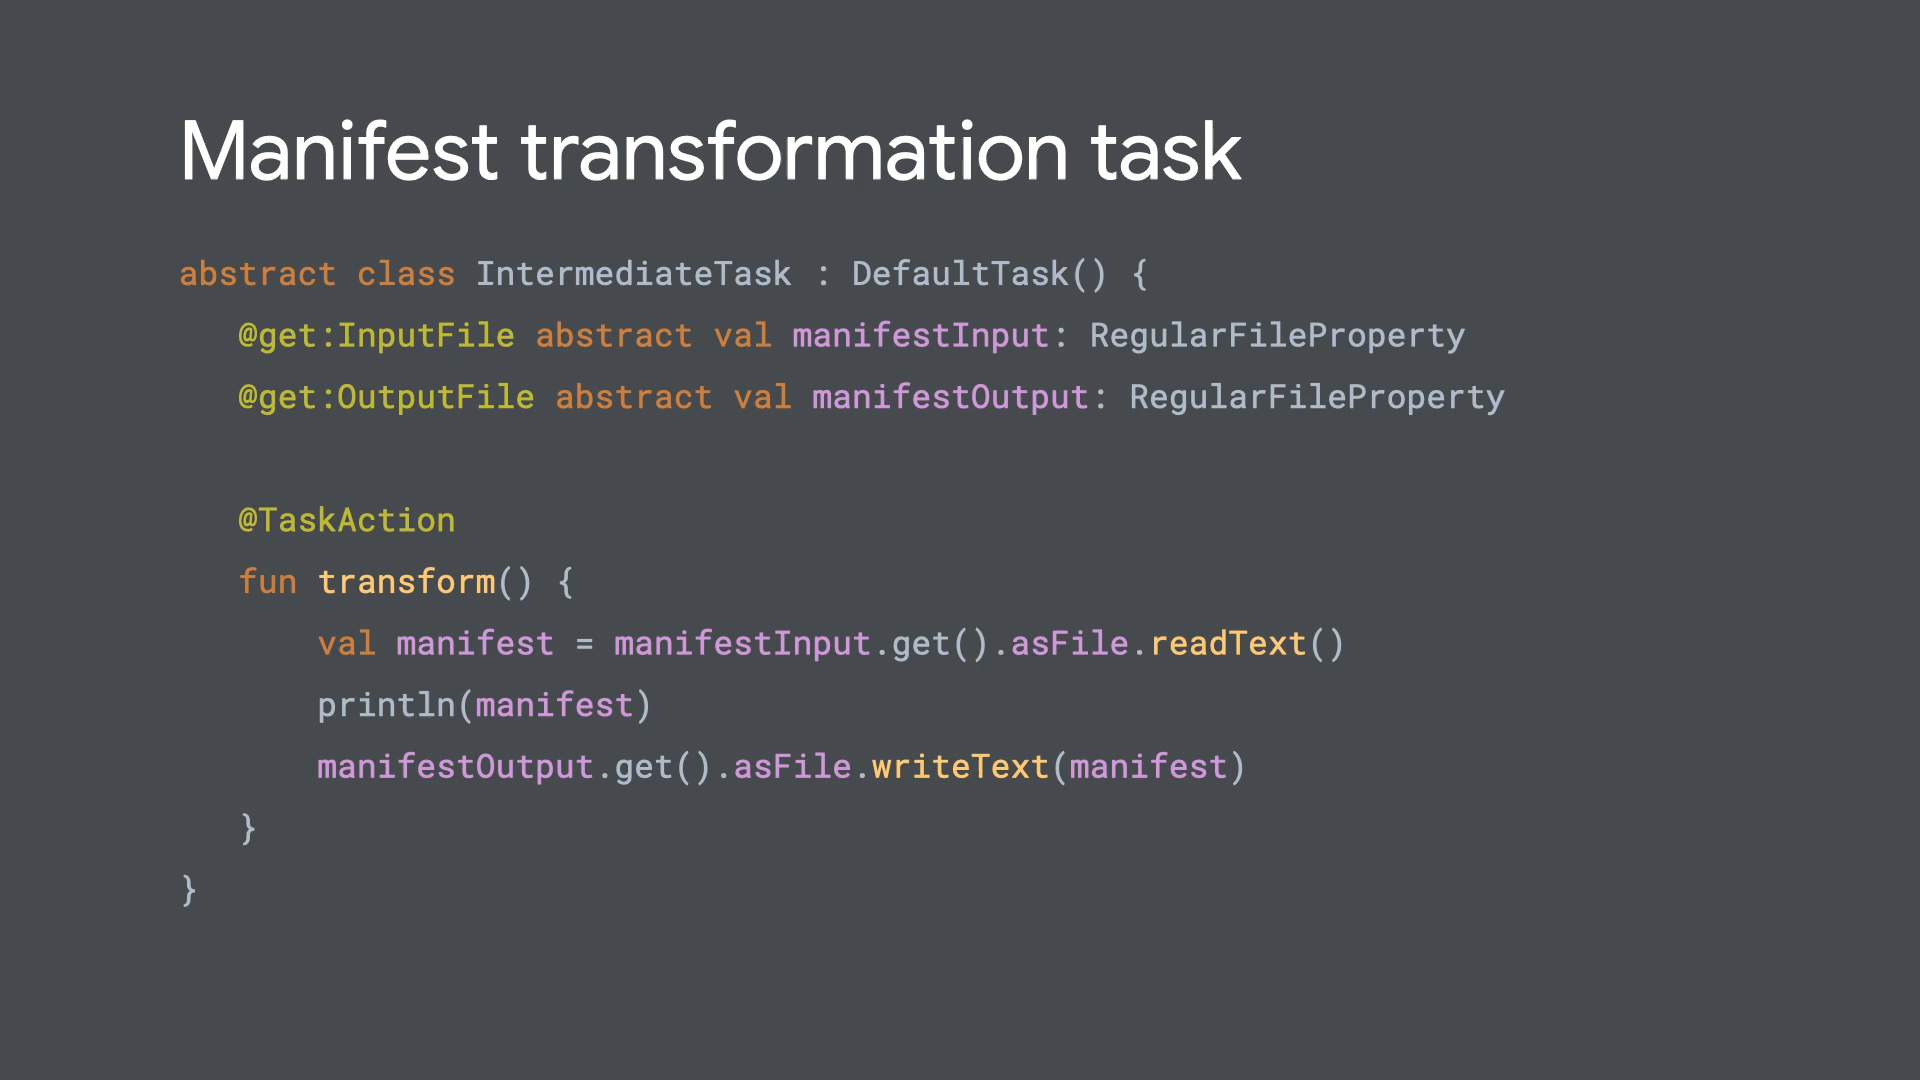 Manifest transformation task
abstract class IntermediateTask : DefaultTask() {
@get:InputFile abstract val manifestInput: RegularFileProperty
@get:OutputFile abstract val manifestOutput: RegularFileProperty
@TaskAction
fun transform() {
val manifest = manifestInput.get().asFile.readText()
println(manifest)
manifestOutput.get().asFile.writeText(manifest)
}
}